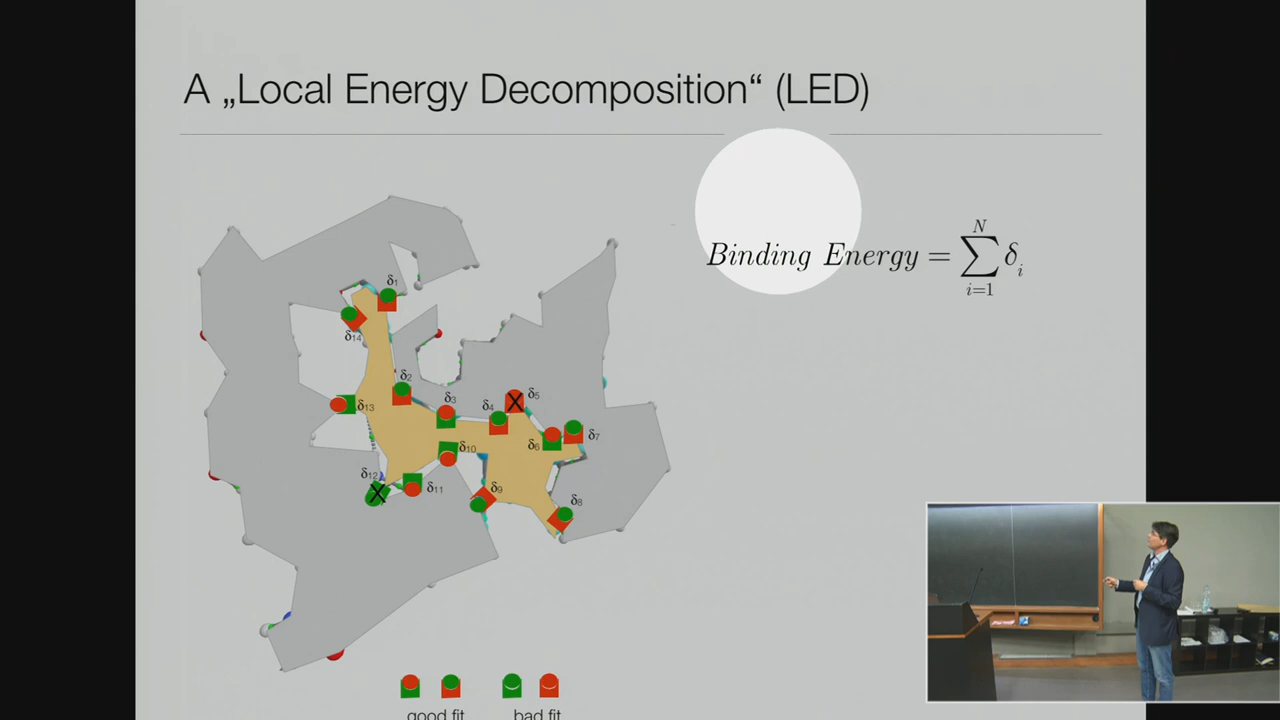 A „Local Energy Decomposition“ (LED)
Binding Energy = \sum_{i=1}^{N} δ_i
δ₁
δ₁₄
δ₂
δ₃
δ₄
δ₅
δ₁₃
δ₆
δ₇
δ₁₀
δ₁₂
δ₁₁
δ₉
δ₈
X
X
good fit
bad fit